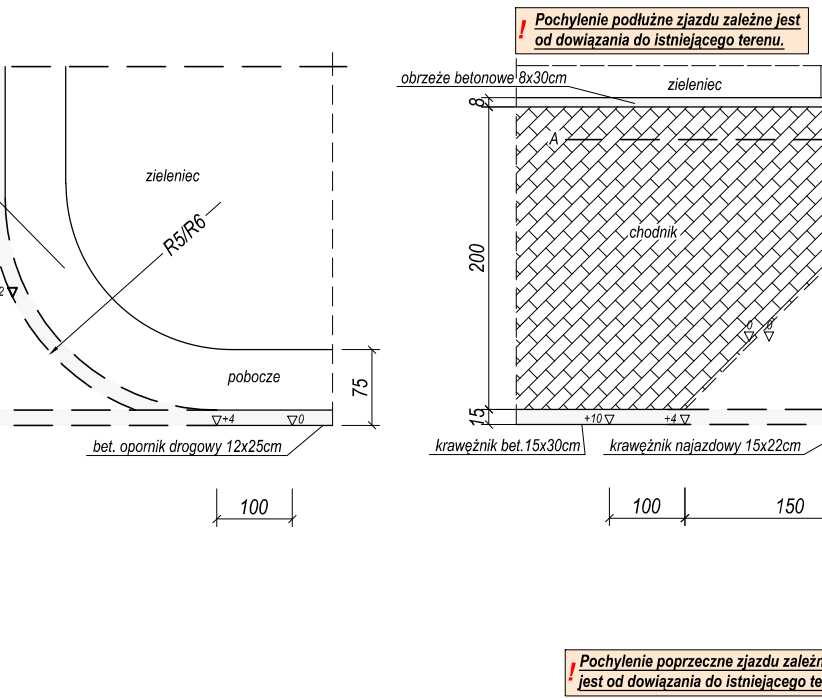 ! Pochylenie podłużne zjazdu zależne jest
od dowiązania do istniejącego terenu.
obrzeże betonowe 8x30cm
zieleniec
8
A
zieleniec
R5/R6
chodnik
200
2
0 0
pobocze
75
15
+4 0
+10 +4
bet. opornik drogowy 12x25cm
krawężnik bet.15x30cm
krawężnik najazdowy 15x22cm
100
100
150
! Pochylenie poprzeczne zjazdu zależn
jest od dowiązania do istniejącego te